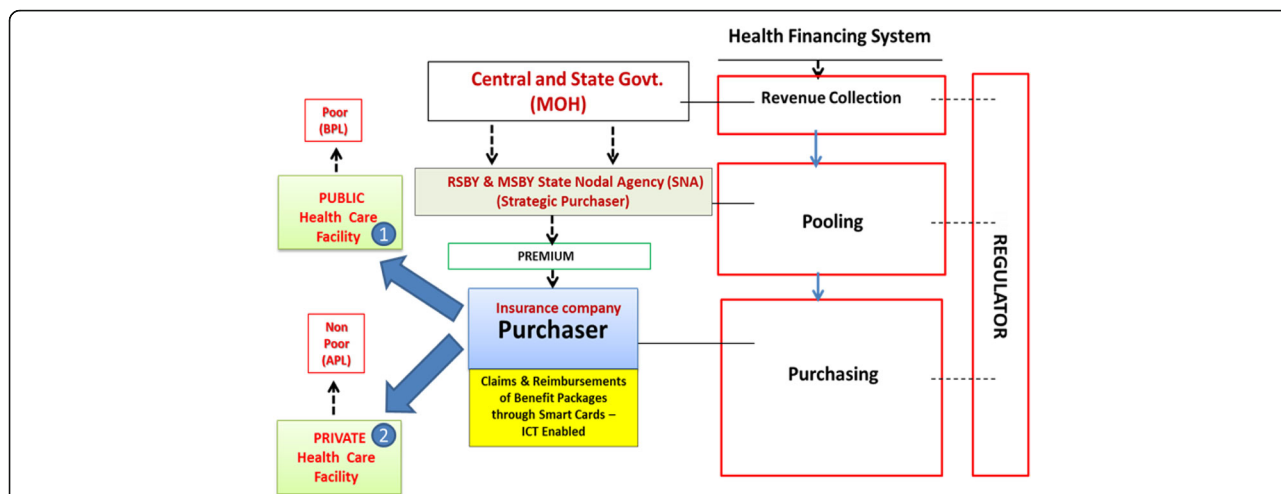 Health Financing System
Central and State Govt.
(MOH)
Revenue Collection
Poor
(BPL)
RSBY & MSBY State Nodal Agency (SNA)
(Strategic Purchaser)
PUBLIC
Health Care
Facility
1
Pooling
PREMIUM
REGULATOR
Insurance company
Purchaser
Non
Poor
(APL)
Purchasing
Claims & Reimbursements
of Benefit Packages
through Smart Cards –
ICT Enabled
PRIVATE
Health Care
Facility
2